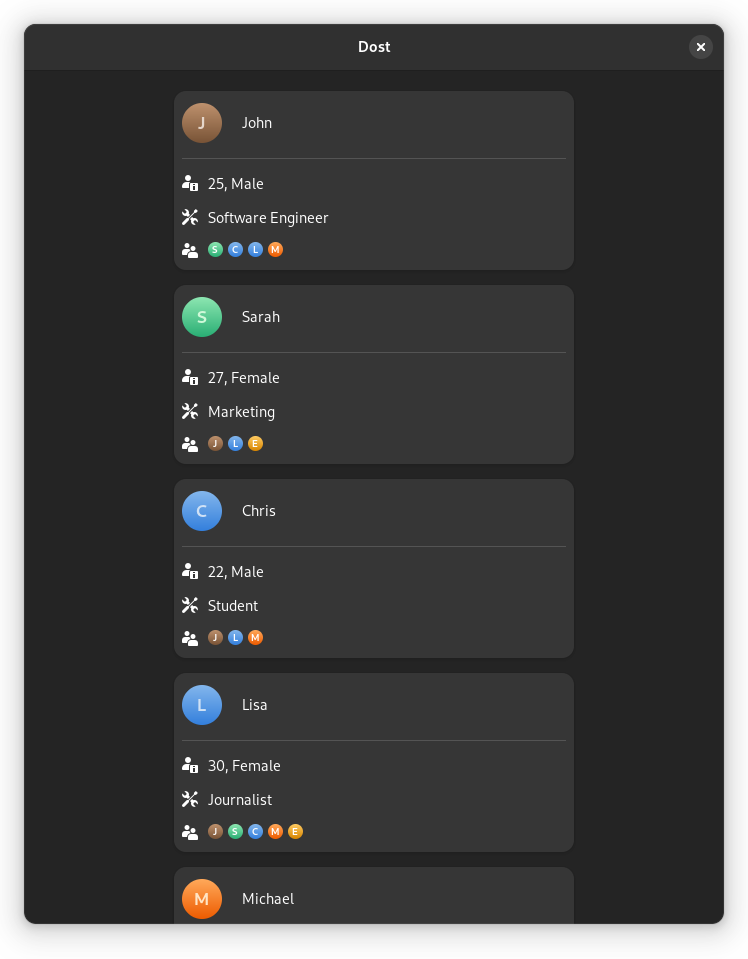 Dost
J John
25, Male
Software Engineer
S C L M
S Sarah
27, Female
Marketing
J L E
C Chris
22, Male
Student
J L M
L Lisa
30, Female
Journalist
J S C M E
M Michael